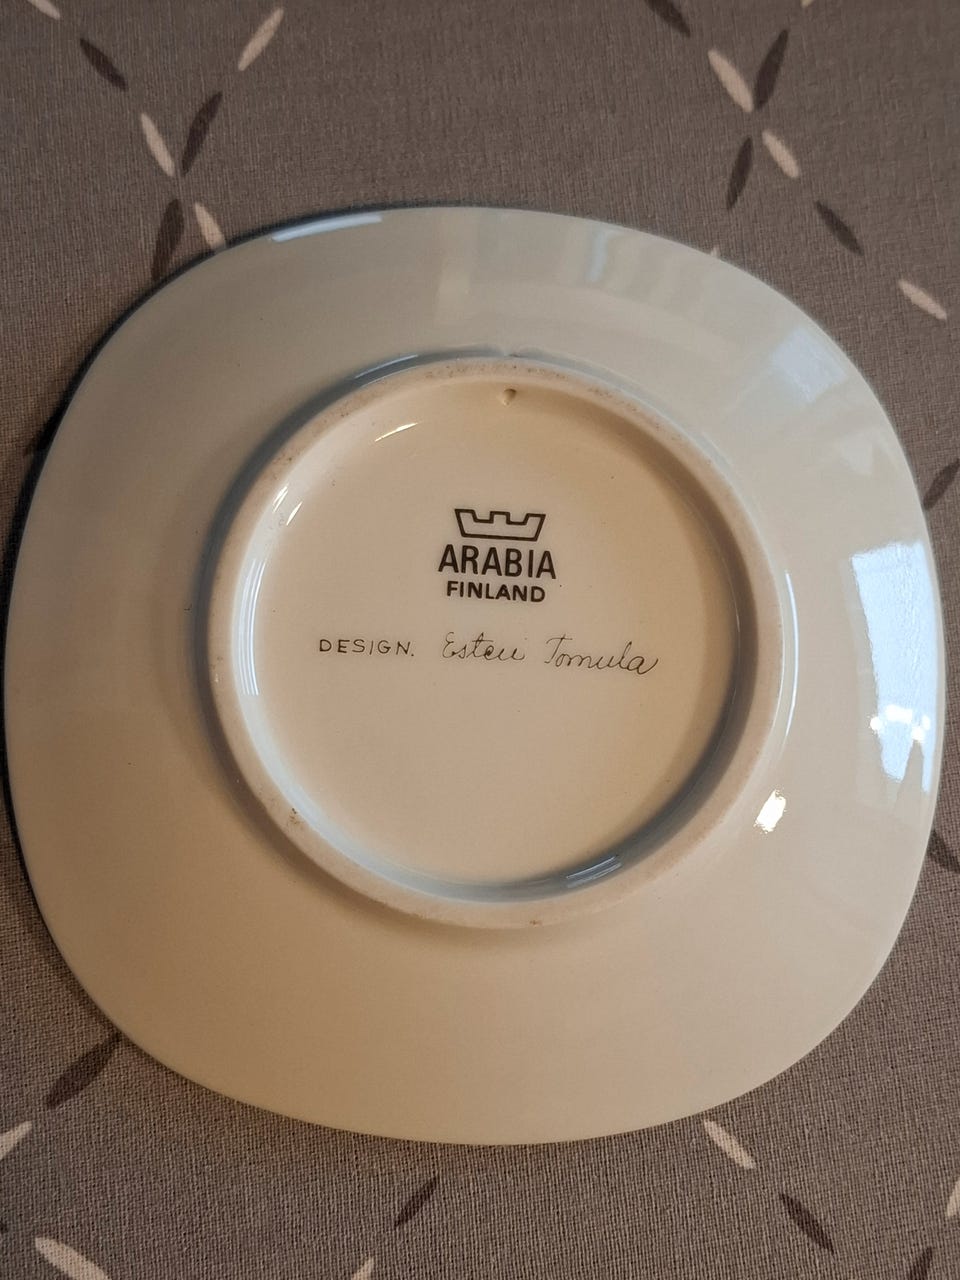 ARABIA
FINLAND
DESIGN. Esteri Tomula